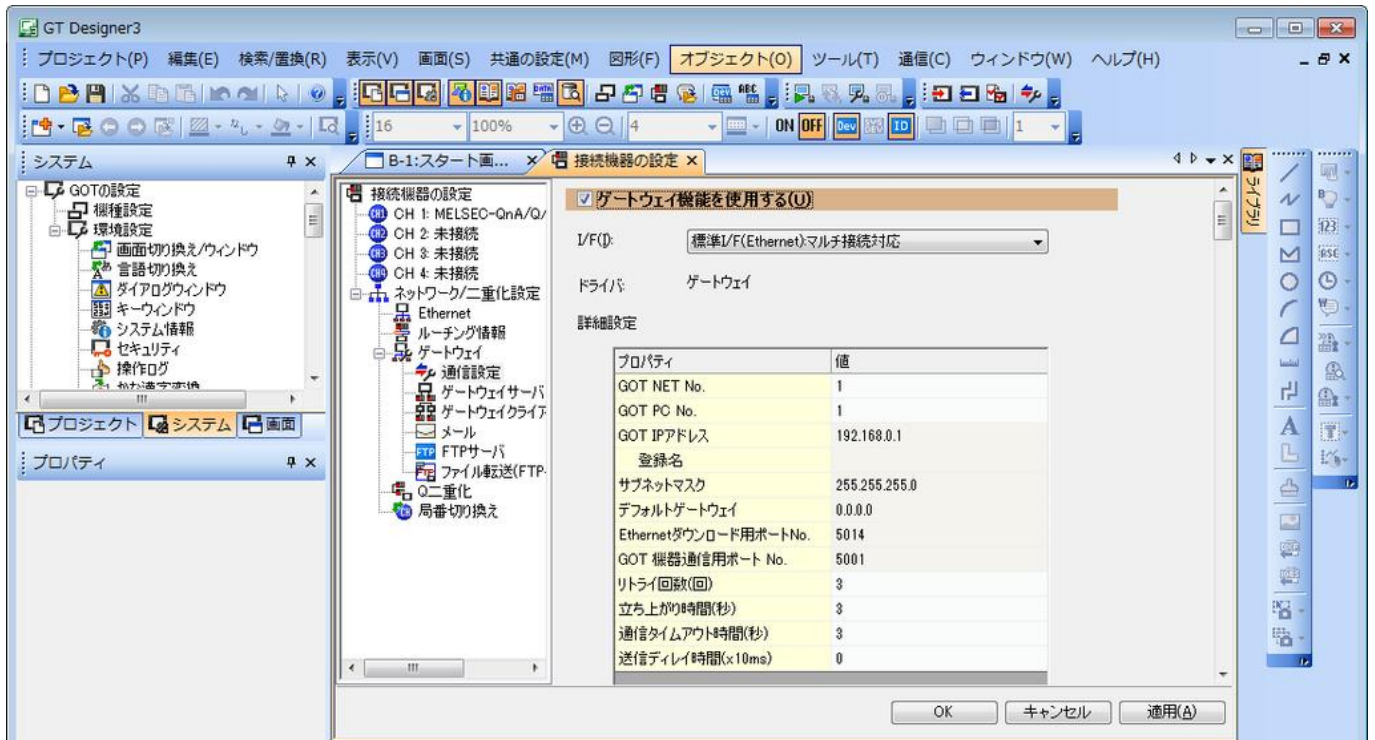 GT Designer3
プロジェクト(P) 編集(E) 検索/置換(R) 表示(V) 画面(S) 共通の設定(M) 図形(F) オブジェクト(O) ツール(T) 通信(C) ウィンドウ(W) ヘルプ(H)
16 100% 4 ON OFF Dev ID 1
システム
GOTの設定
機種設定
環境設定
画面切り換え/ウィンドウ
言語切り換え
ダイアログウィンドウ
キーウィンドウ
システム情報
セキュリティ
操作ログ
かな漢字変換
プロジェクト システム 画面
プロパティ
B-1:スタート画... 接続機器の設定
接続機器の設定
CH 1: MELSEC-QnA/Q/
CH 2: 未接続
CH 3: 未接続
CH 4: 未接続
ネットワーク/二重化設定
Ethernet
ルーチング情報
ゲートウェイ
通信設定
ゲートウェイサーバ
ゲートウェイクライア
メール
FTPサーバ
ファイル転送(FTP
Q二重化
局番切り換え
ゲートウェイ機能を使用する(U)
I/F(I): 標準I/F(Ethernet):マルチ接続対応
ドライバ: ゲートウェイ
詳細設定
プロパティ 値
GOT NET No. 1
GOT PC No. 1
GOT IPアドレス 192.168.0.1
登録名
サブネットマスク 255.255.255.0
デフォルトゲートウェイ 0.0.0.0
Ethernetダウンロード用ポートNo. 5014
GOT 機器通信用ポート No. 5001
リトライ回数(回) 3
立ち上がり時間(秒) 3
通信タイムアウト時間(秒) 3
送信ディレイ時間(x10ms) 0
OK キャンセル 適用(A)
ライブラリ